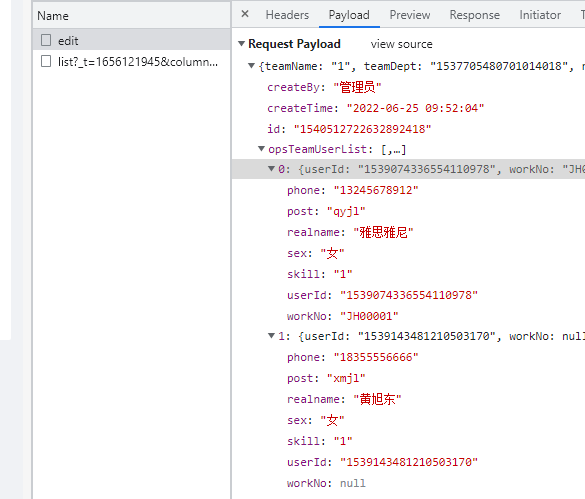 Name
edit
list?_t=1656121945&column...
× Headers Payload Preview Response Initiator
▼ Request Payload view source
▼ {teamName: "1", teamDept: "1537705480701014018",
createBy: "管理员"
createTime: "2022-06-25 09:52:04"
id: "1540512722632892418"
▼ opsTeamUserList: [,…]
▼ 0: {userId: "1539074336554110978", workNo: "JH
phone: "13245678912"
post: "qyjl"
realname: "雅思雅尼"
sex: "女"
skill: "1"
userId: "1539074336554110978"
workNo: "JH00001"
▼ 1: {userId: "1539143481210503170", workNo: null
phone: "18355556666"
post: "xmjl"
realname: "黄旭东"
sex: "女"
skill: "1"
userId: "1539143481210503170"
workNo: null